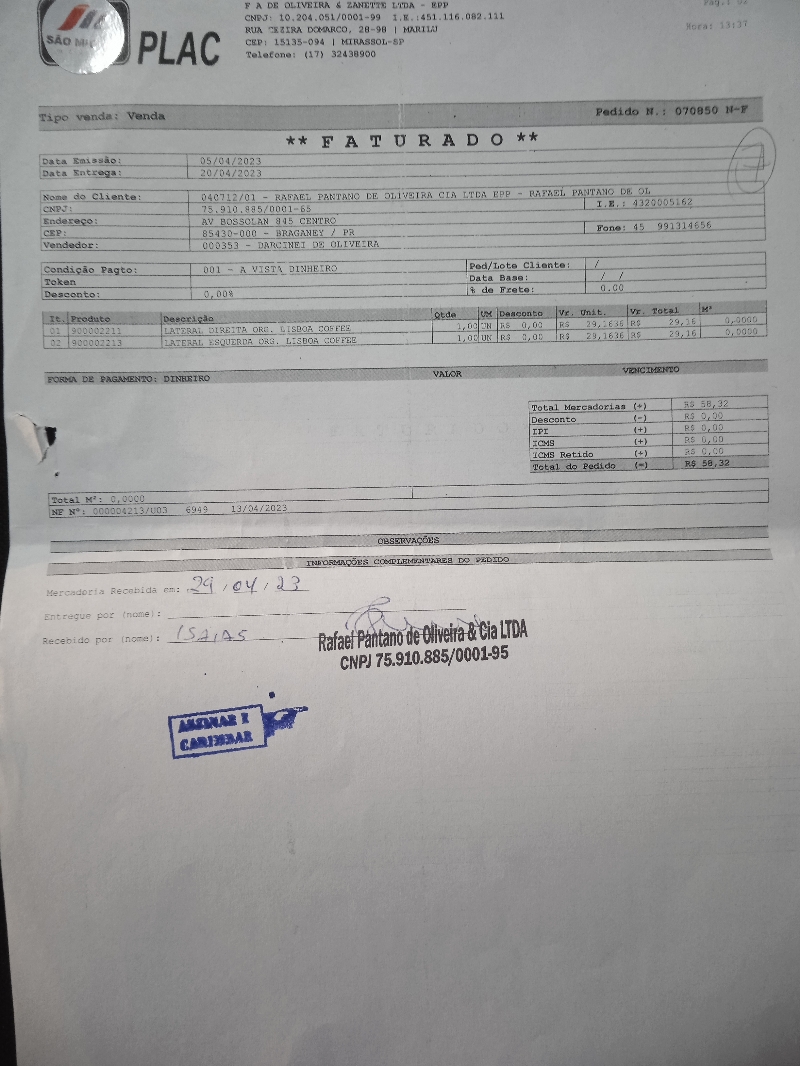 SÃO
PLAC
F A DE OLIVEIRA & ZANETTE LTDA - EPP
CNPJ: 10.204.051/0001-99 I.E.:451.116.082.111
RUA CEZIRA DOMARCO, 28-98 | MARILU
CEP: 15135-094 | MIRASSOL-SP
Telefone: (17) 32438900
Hora: 13:37
Tipo venda: Venda Pedido N.: 070850 N-F
** F A T U R A D O **
Data Emissão: 05/04/2023
Data Entrega: 20/04/2023
Nome do Cliente: 040712/01 - RAFAEL PANTANO DE OLIVEIRA CIA LTDA EPP - RAFAEL PANTANO DE OL
CNPJ: 75.910.885/0001-65 I.E.: 4320005162
Endereço: AV BOSSOLAN 845 CENTRO
CEP: 85430-000 - BRAGANEY / PR Fone: 45 991314656
Vendedor: 000353 - DARCINEI DE OLIVEIRA
Condição Pagto: 001 - A VISTA DINHEIRO Ped/Lote Cliente: /
Token Data Base: / /
Desconto: 0,00% % de Frete: 0.00
It. Produto Descrição Qtde UM Desconto Vr. Unit. Vr. Total M³
01 900002211 LATERAL DIREITA ORG. LISBOA COFFEE 1,00 UN R$ 0,00 R$ 29,1636 R$ 29,16 0,0000
02 900002213 LATERAL ESQUERDA ORG. LISBOA COFFEE 1,00 UN R$ 0,00 R$ 29,1636 R$ 29,16 0,0000
FORMA DE PAGAMENTO: DINHEIRO VALOR VENCIMENTO
Total Mercadorias (+) R$ 58,32
Desconto (-) R$ 0,00
IPI (+) R$ 0,00
ICMS (+) R$ 0,00
ICMS Retido (+) R$ 0,00
Total do Pedido (=) R$ 58,32
Total M³: 0,0000
NF Nº: 000004213/U03 6949 13/04/2023
OBSERVAÇÕES
INFORMAÇÕES COMPLEMENTARES DO PEDIDO
Mercadoria Recebida em: 29/04/23
Entregue por (nome):
Recebido por (nome): ISAIAS
Rafael Pantano de Oliveira & Cia LTDA
CNPJ 75.910.885/0001-95
ASSINAR E
CARIMBAR